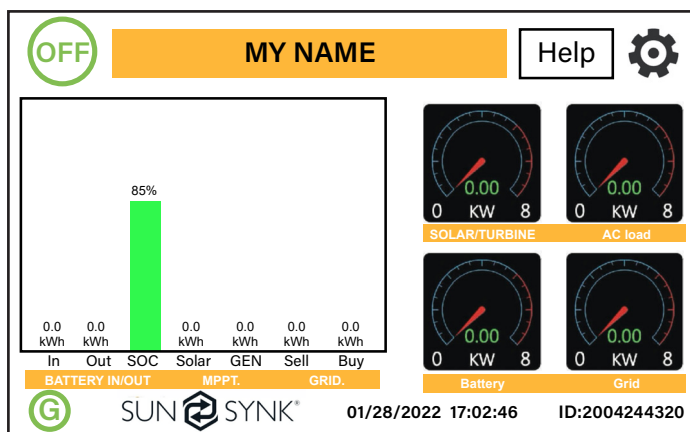 OFF
MY NAME
Help
85%
0.0 0.0 0.0 0.0 0.0 0.0
kWh kWh kWh kWh kWh kWh
In Out SOC Solar GEN Sell Buy
BATTERY IN/OUT MPPT. GRID.
0.00 0.00
0 KW 8 0 KW 8
SOLAR/TURBINE AC load
0.00 0.00
0 KW 8 0 KW 8
Battery Grid
G SUN SYNK® 01/28/2022 17:02:46 ID:2004244320